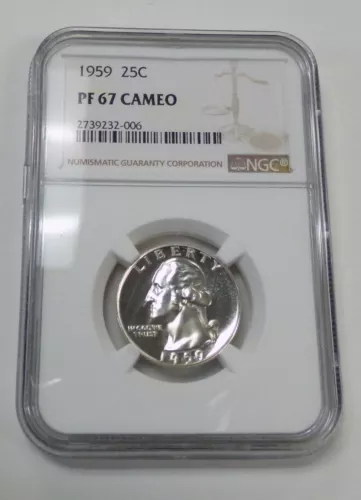 1959 25C
PF 67 CAMEO
2739232-006
NUMISMATIC GUARANTY CORPORATION
NGC®
LIBERTY
IN GOD WE
TRUST
1959